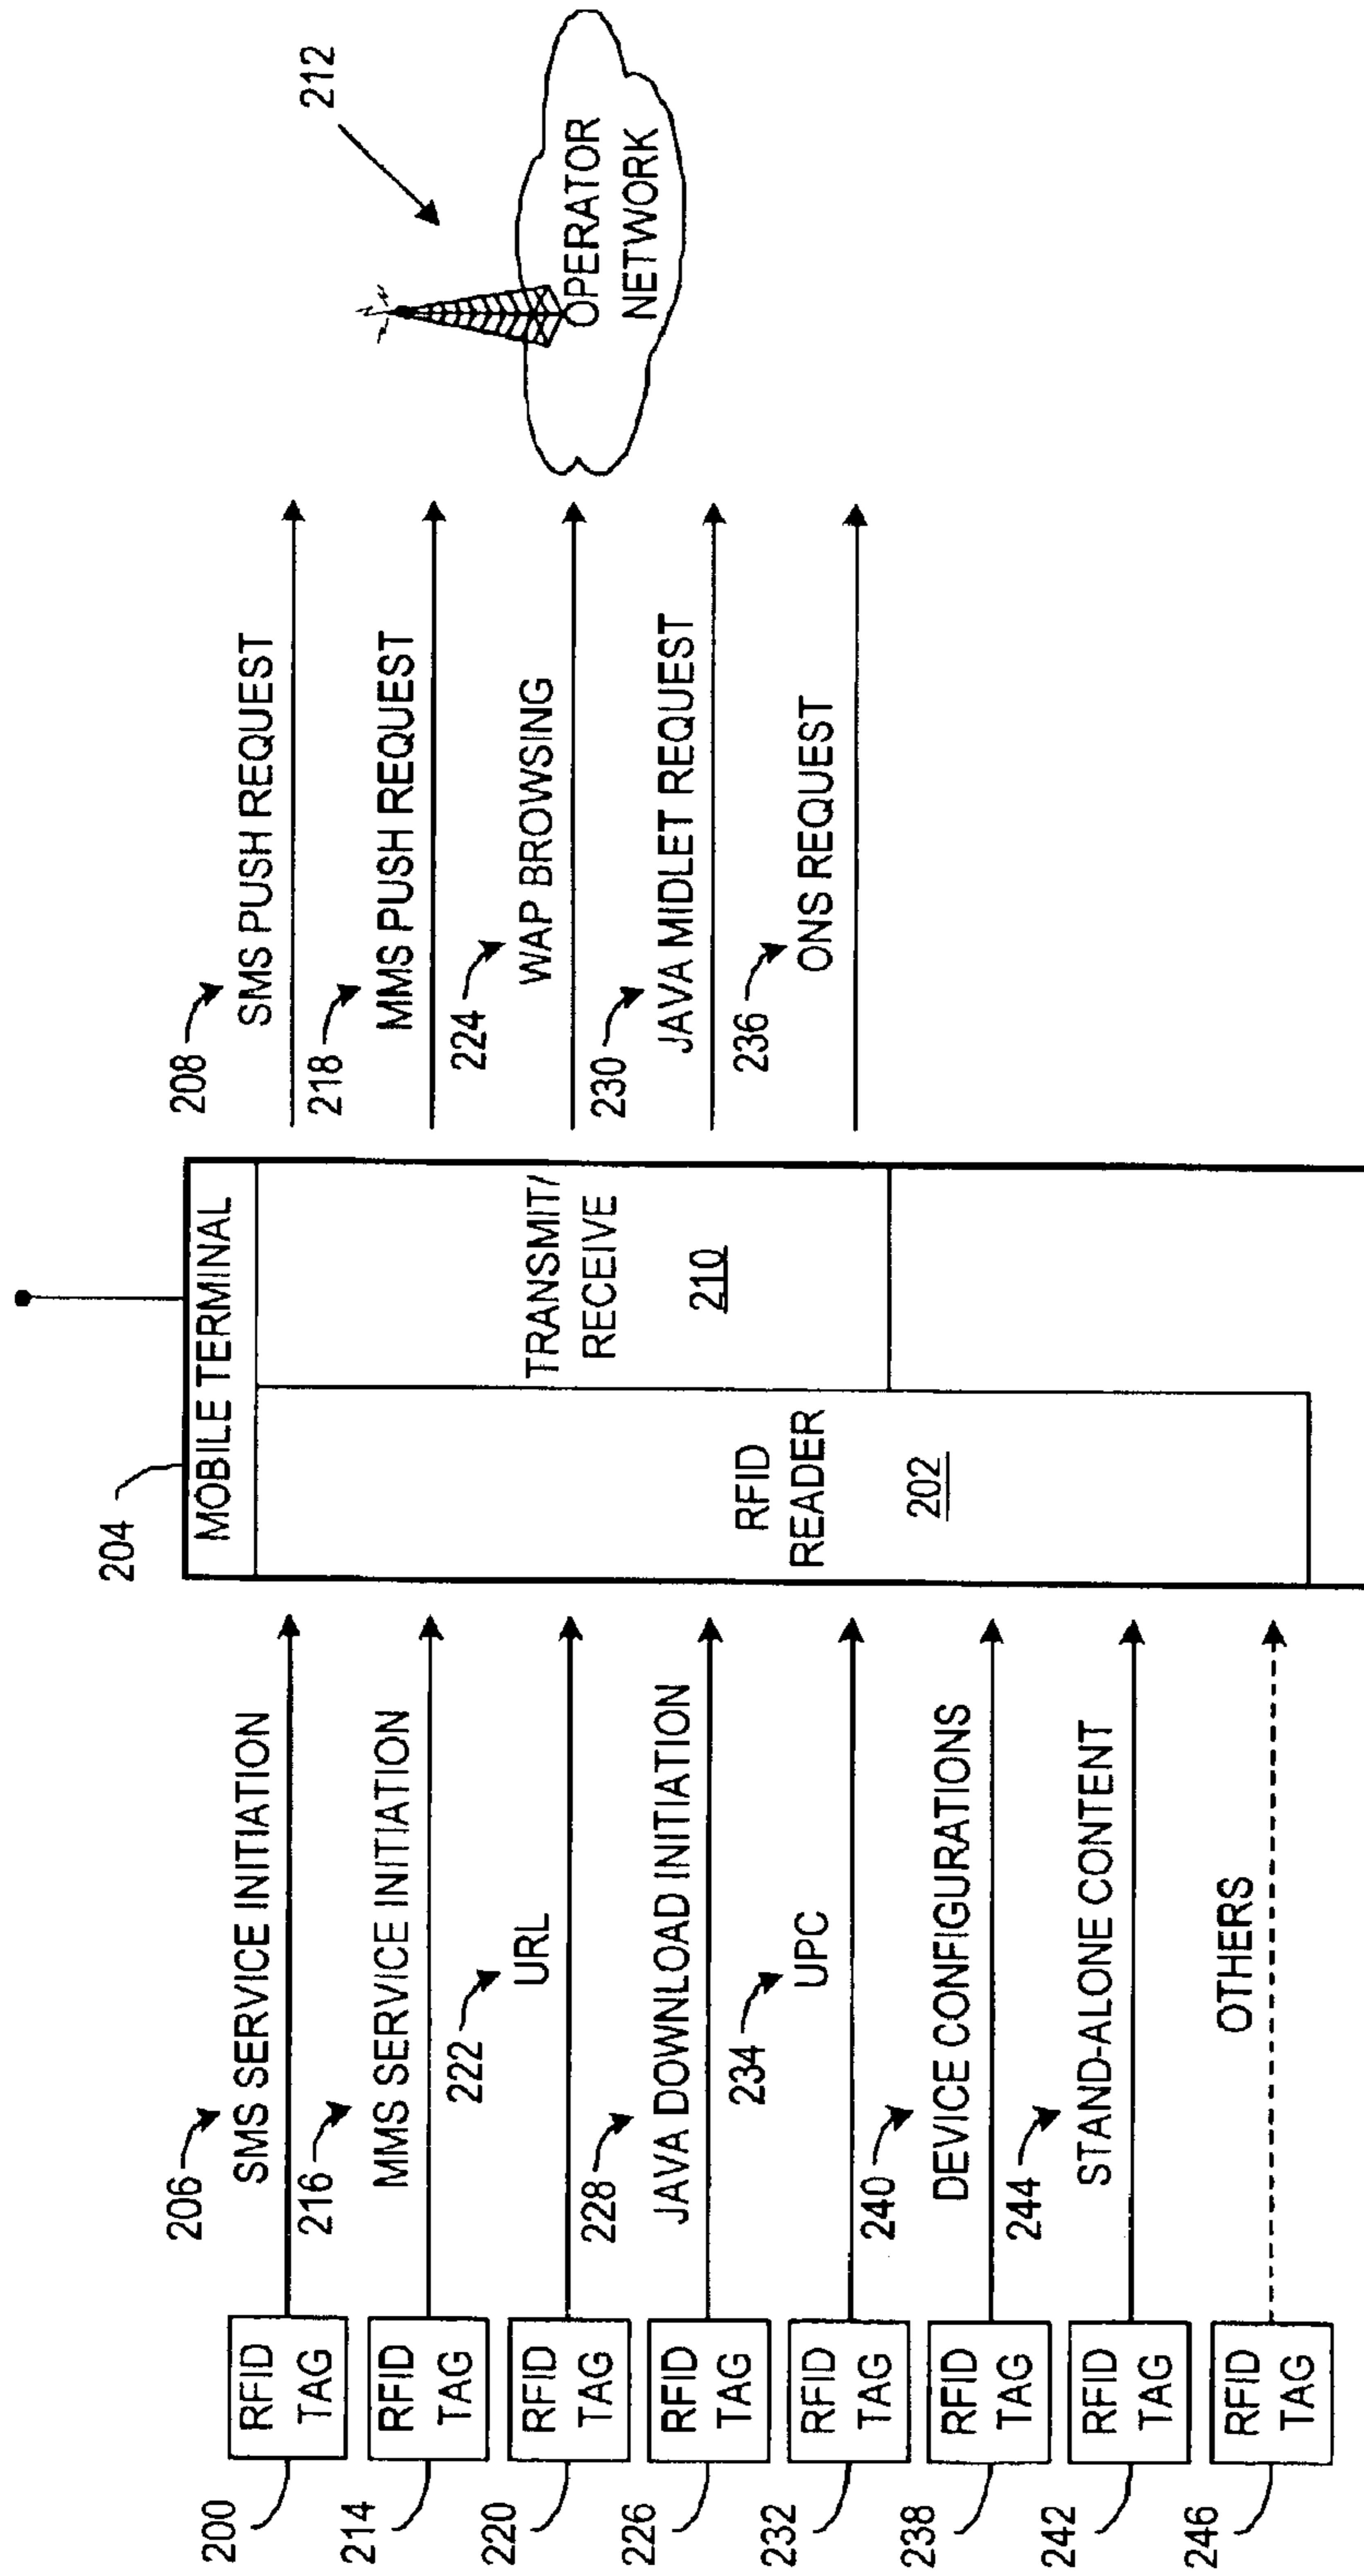 204
MOBILE TERMINAL
RFID
READER
202
TRANSMIT/
RECEIVE
210
212
OPERATOR
NETWORK
200
RFID
TAG
206
SMS SERVICE INITIATION
208
SMS PUSH REQUEST
214
RFID
TAG
216
MMS SERVICE INITIATION
218
MMS PUSH REQUEST
220
RFID
TAG
222
URL
224
WAP BROWSING
226
RFID
TAG
228
JAVA DOWNLOAD INITIATION
230
JAVA MIDLET REQUEST
232
RFID
TAG
234
UPC
236
ONS REQUEST
238
RFID
TAG
240
DEVICE CONFIGURATIONS
242
RFID
TAG
244
STAND-ALONE CONTENT
246
RFID
TAG
OTHERS